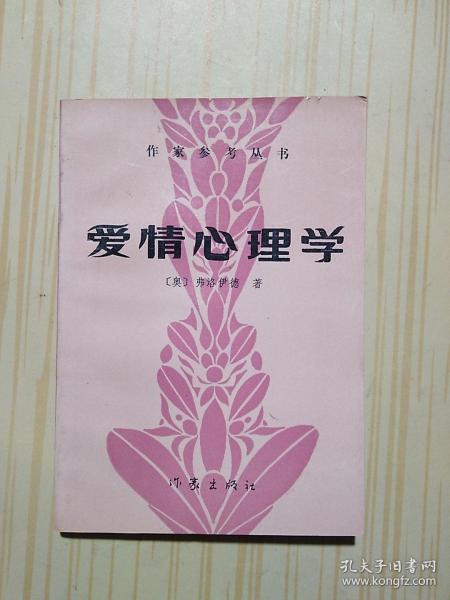 作家参考丛书
爱情心理学
〔奥〕弗洛伊德 著
作家出版社
孔夫子旧书网
www.kongfz.com